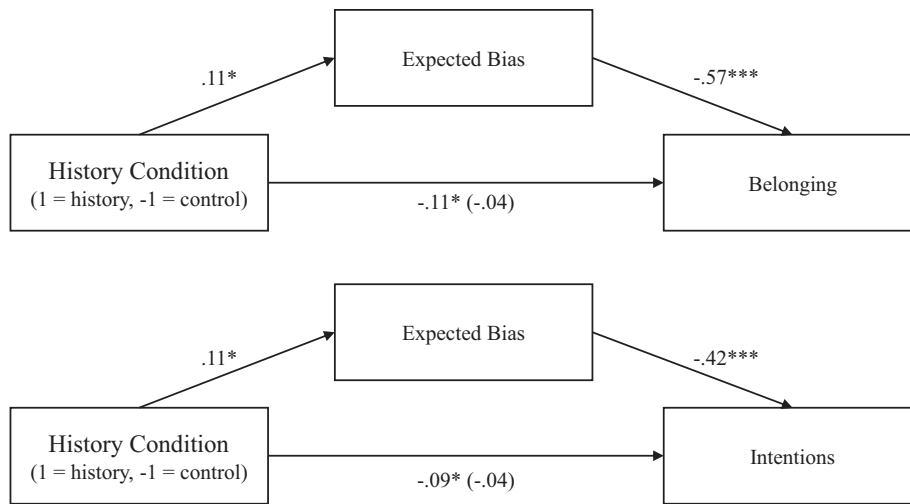 Expected Bias
.11*
-.57***
History Condition
(1 = history, -1 = control)
Belonging
-.11* (-.04)
Expected Bias
.11*
-.42***
History Condition
(1 = history, -1 = control)
Intentions
-.09* (-.04)